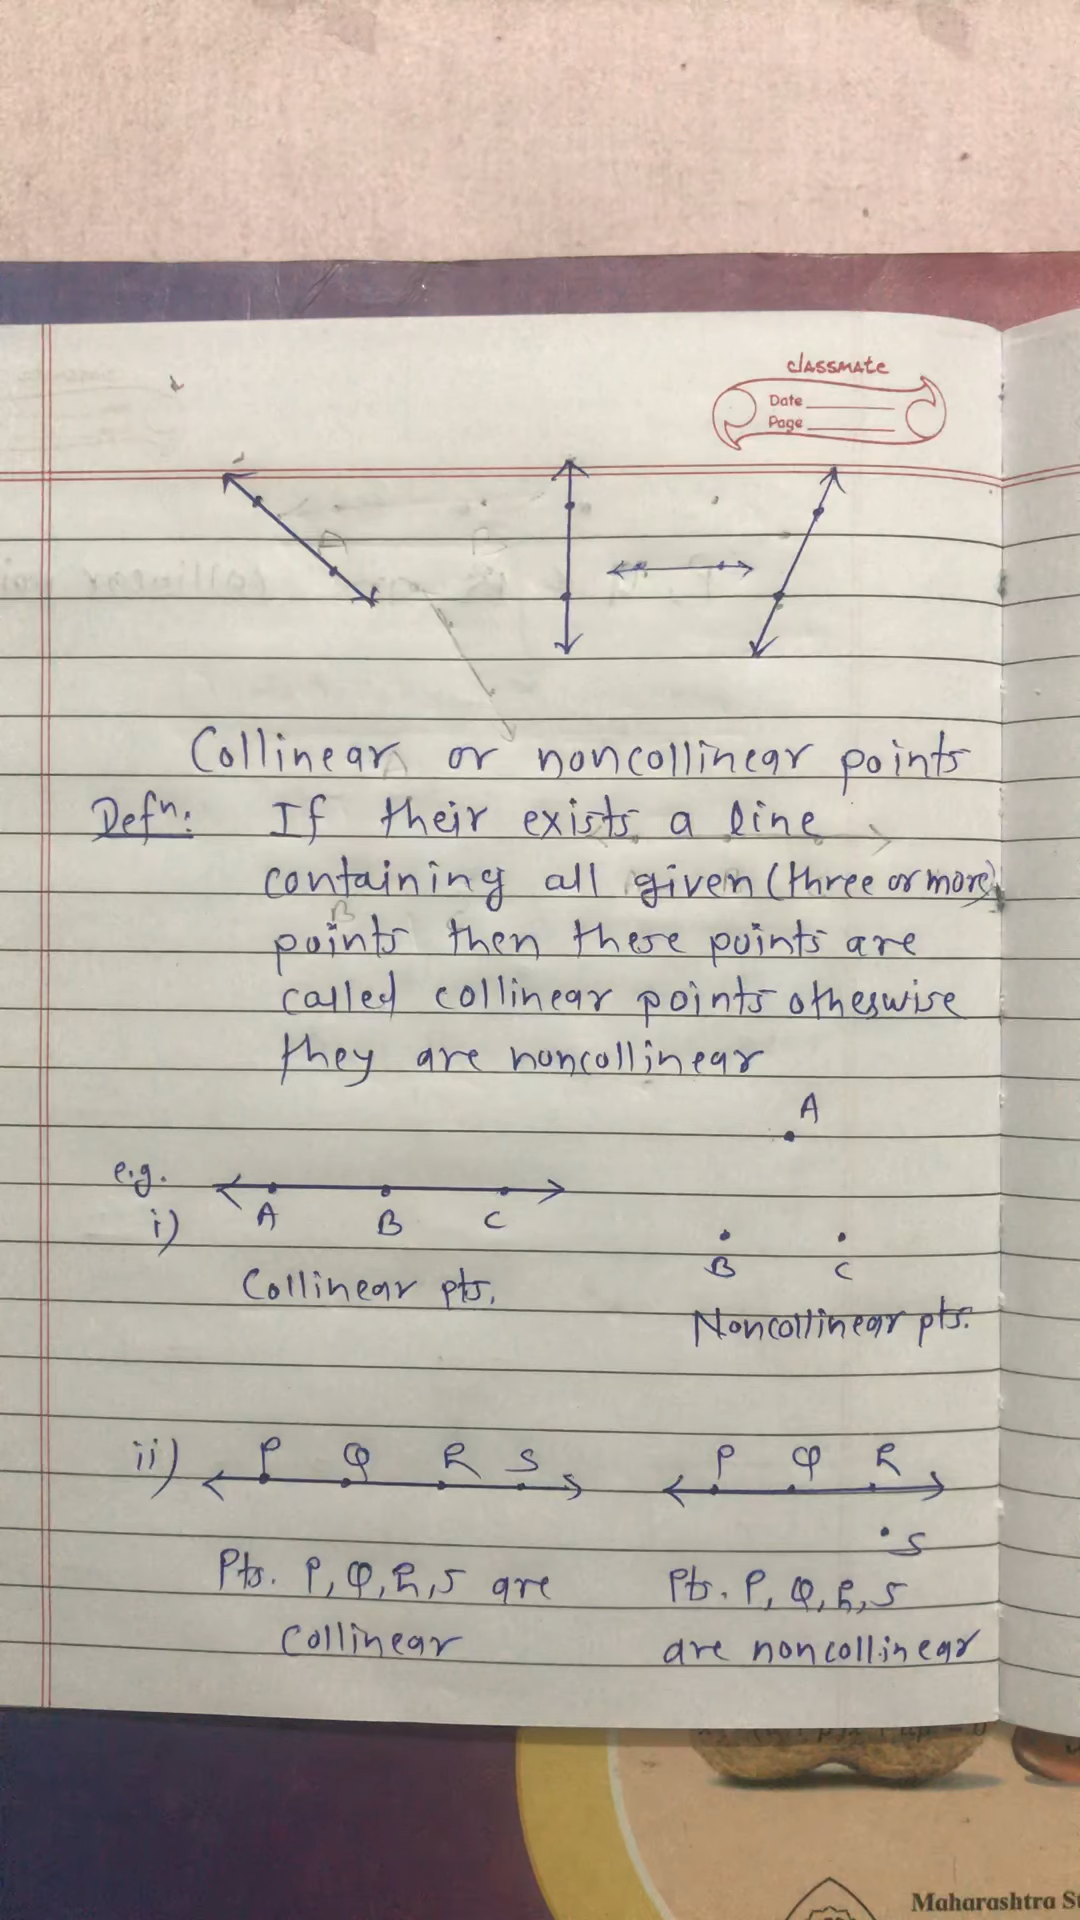 classmate
Date
Page
Collinear or noncollinear points
Defn: If their exists a line
containing all given (three or more)
points then these points are
called collinear points otheswise
they are noncollinear
A
e.g.
i) A B C
B C
Collinear pts.
Noncollinear pts.
ii) P Q R S P Q R
S
Pts. P, Q, R, S are Pts. P, Q, R, S
Collinear are noncollinear
Maharashtra